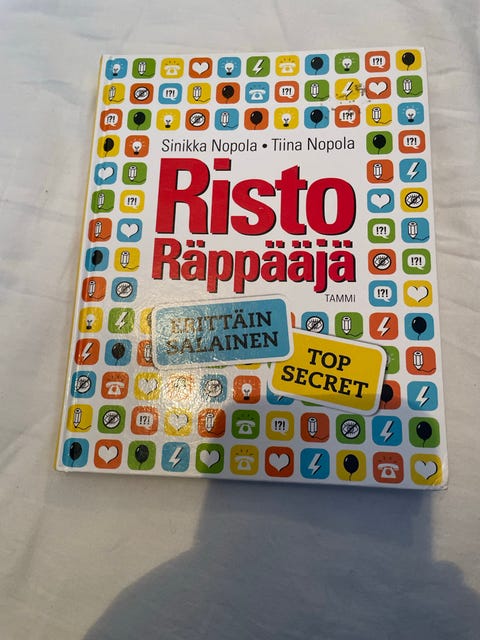 Sinikka Nopola • Tiina Nopola
Risto
Räppääjä
TAMMI
ERITTÄIN
SALAINEN
TOP
SECRET